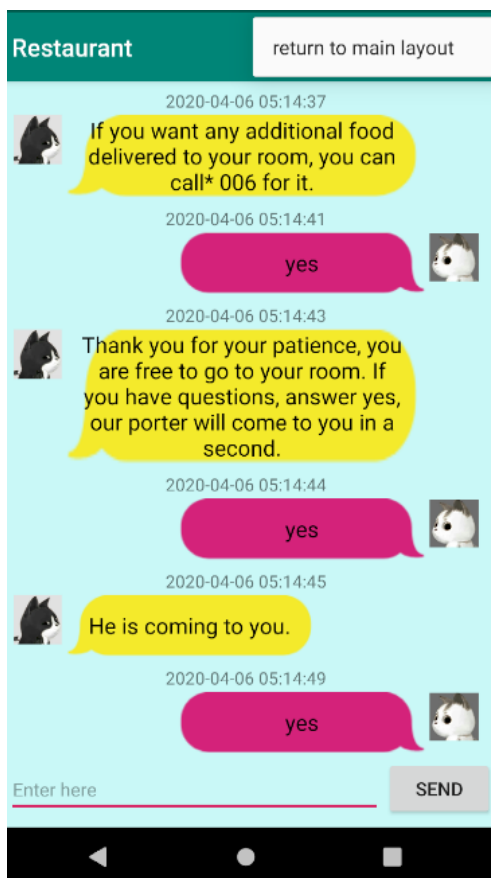 Restaurant
return to main layout
2020-04-06 05:14:37
If you want any additional food
delivered to your room, you can
call* 006 for it.
2020-04-06 05:14:41
yes
2020-04-06 05:14:43
Thank you for your patience, you
are free to go to your room. If
you have questions, answer yes,
our porter will come to you in a
second.
2020-04-06 05:14:44
yes
2020-04-06 05:14:45
He is coming to you.
2020-04-06 05:14:49
yes
Enter here
SEND